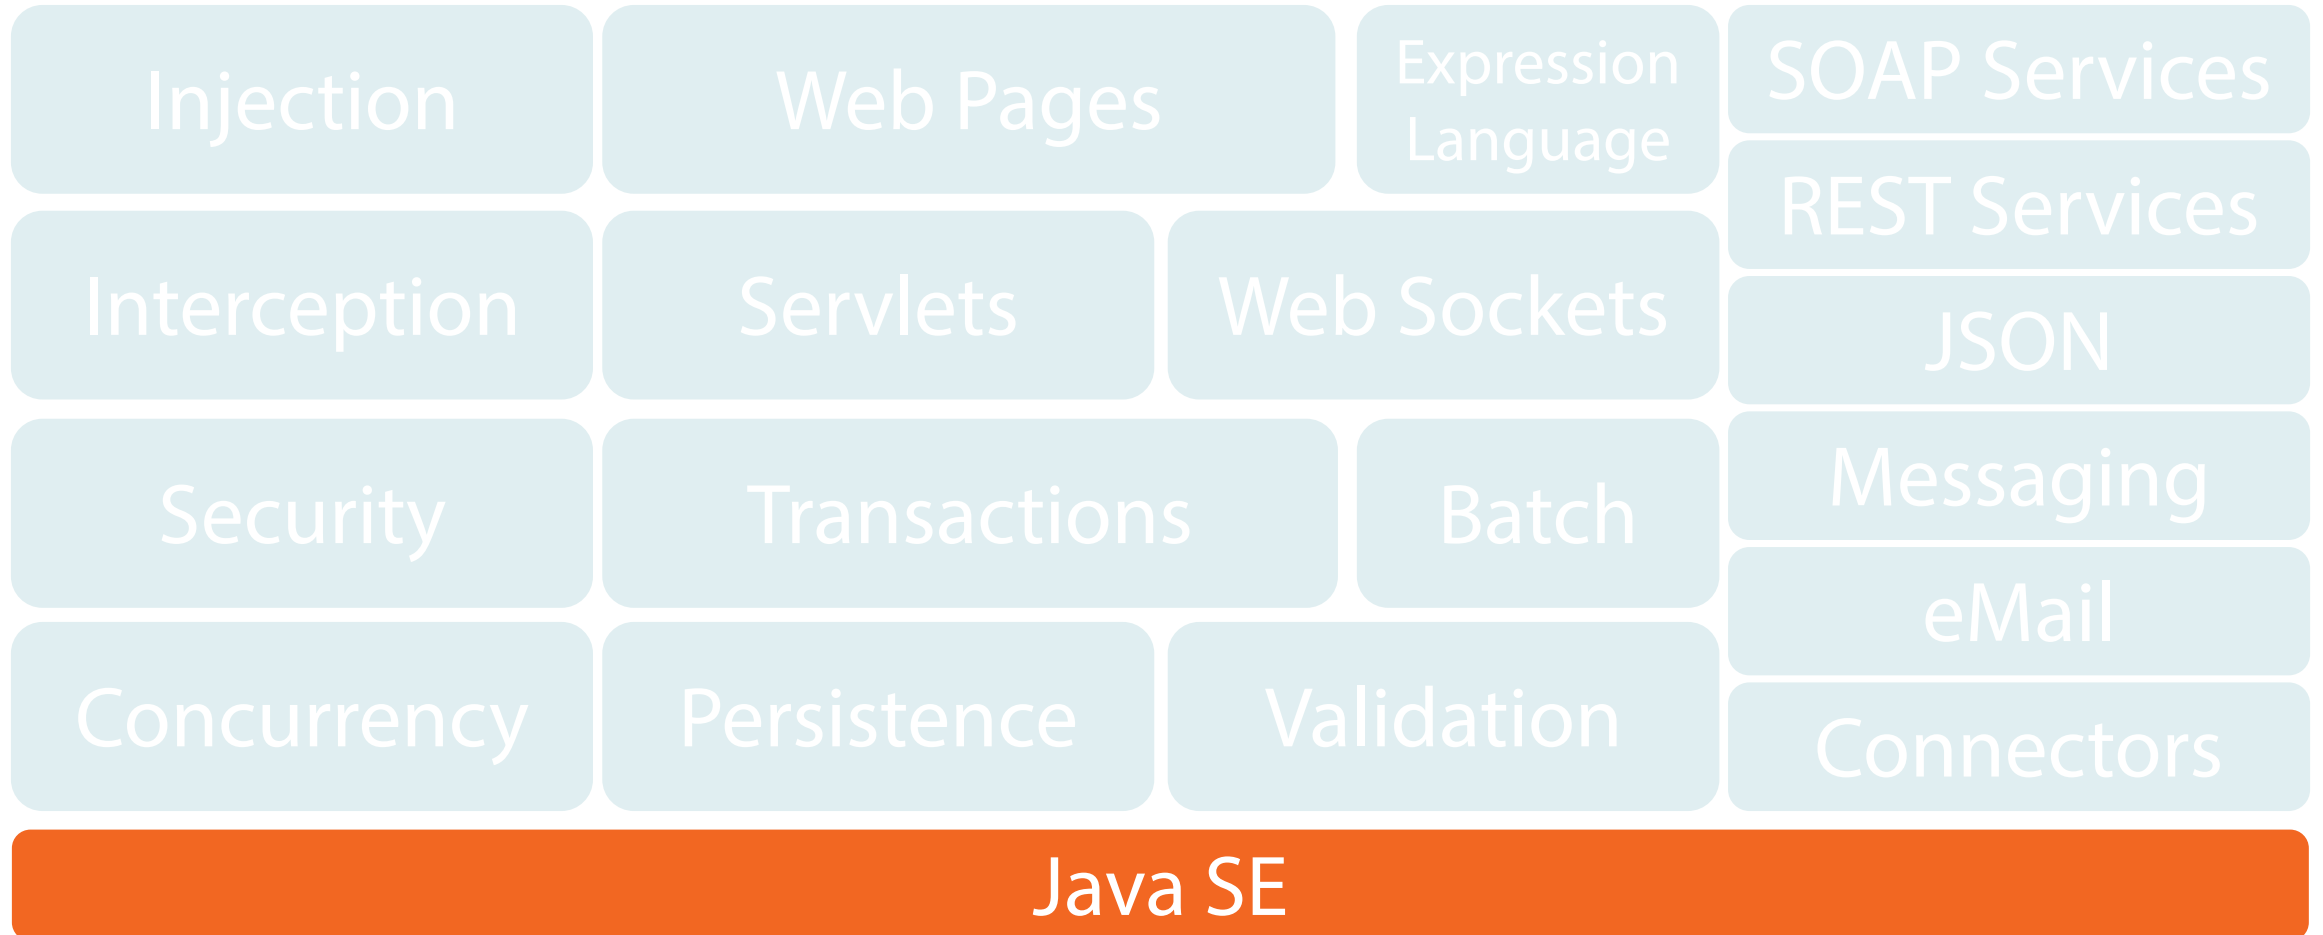 Injection
Web Pages
Expression
Language
SOAP Services
REST Services
Interception
Servlets
Web Sockets
JSON
Security
Transactions
Batch
Messaging
eMail
Concurrency
Persistence
Validation
Connectors
Java SE